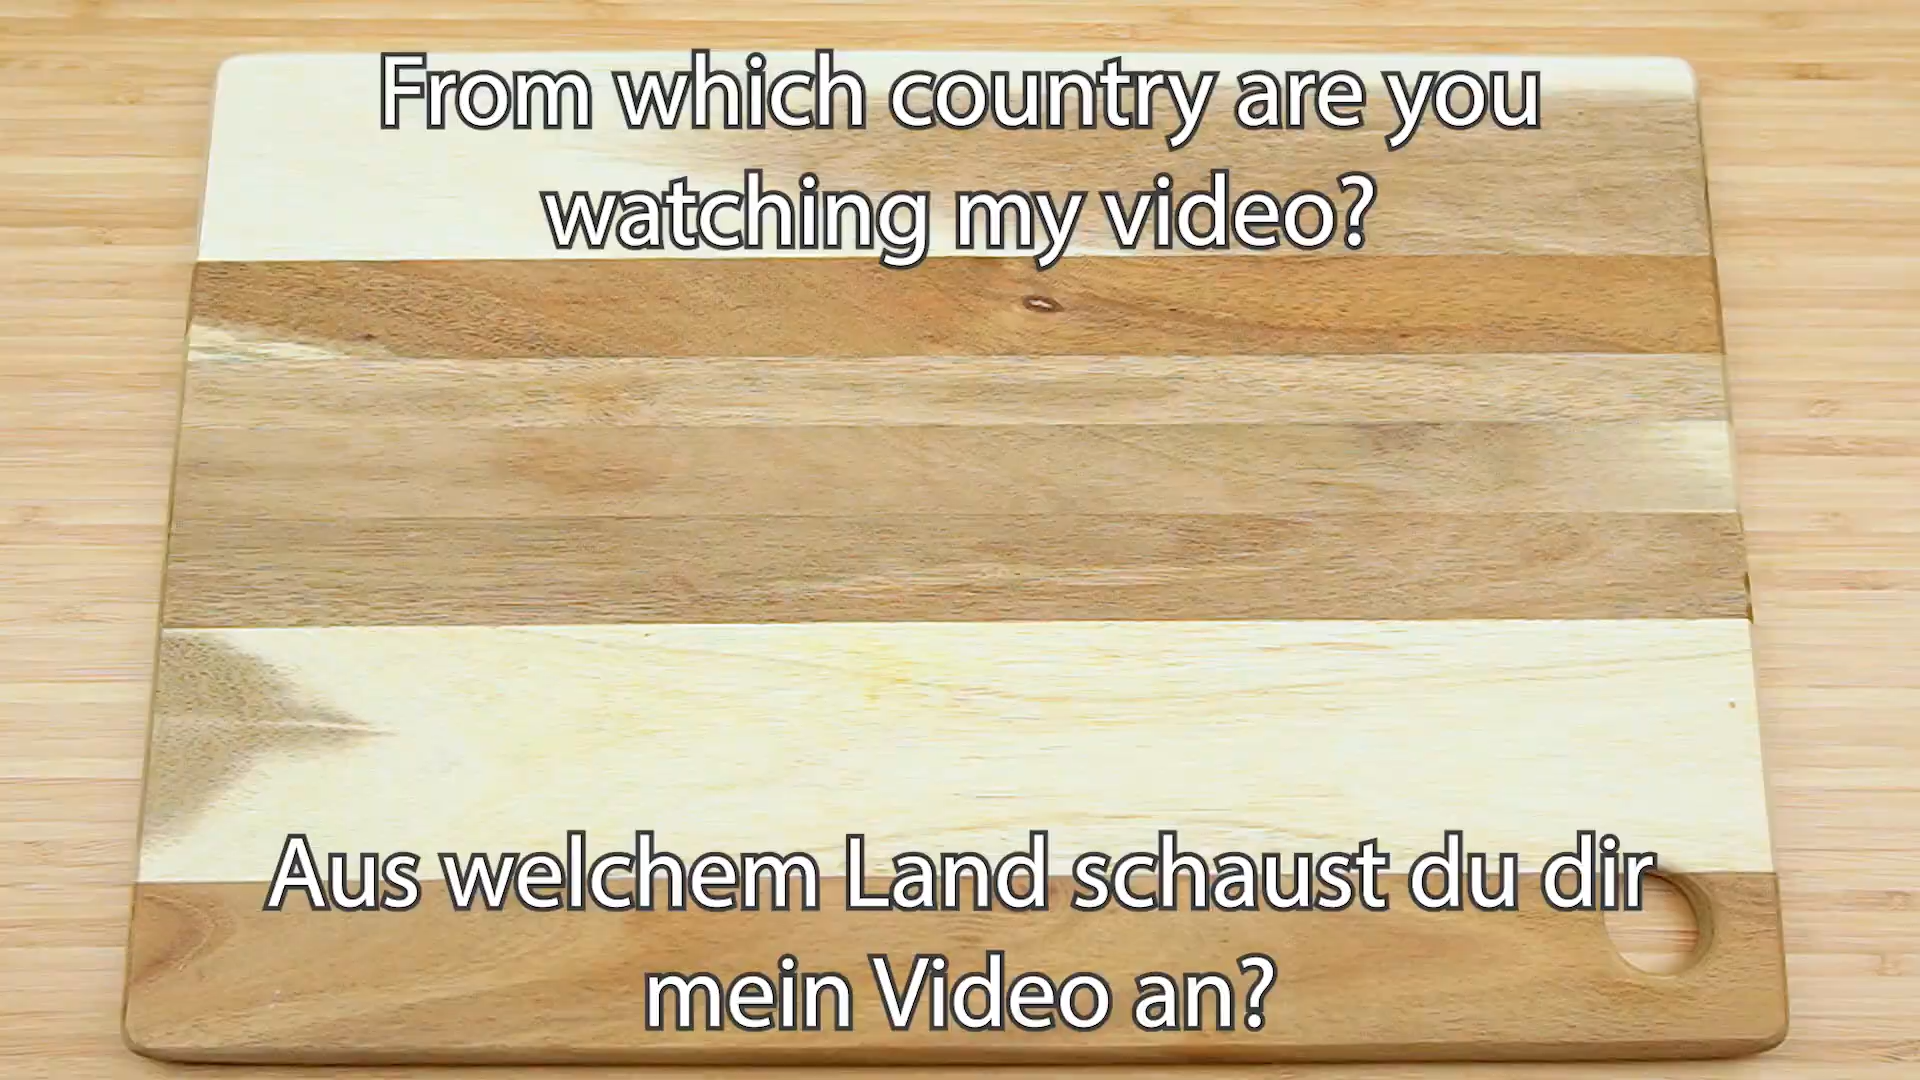 From which country are you
watching my video?
Aus welchem Land schaust du dir
mein Video an?